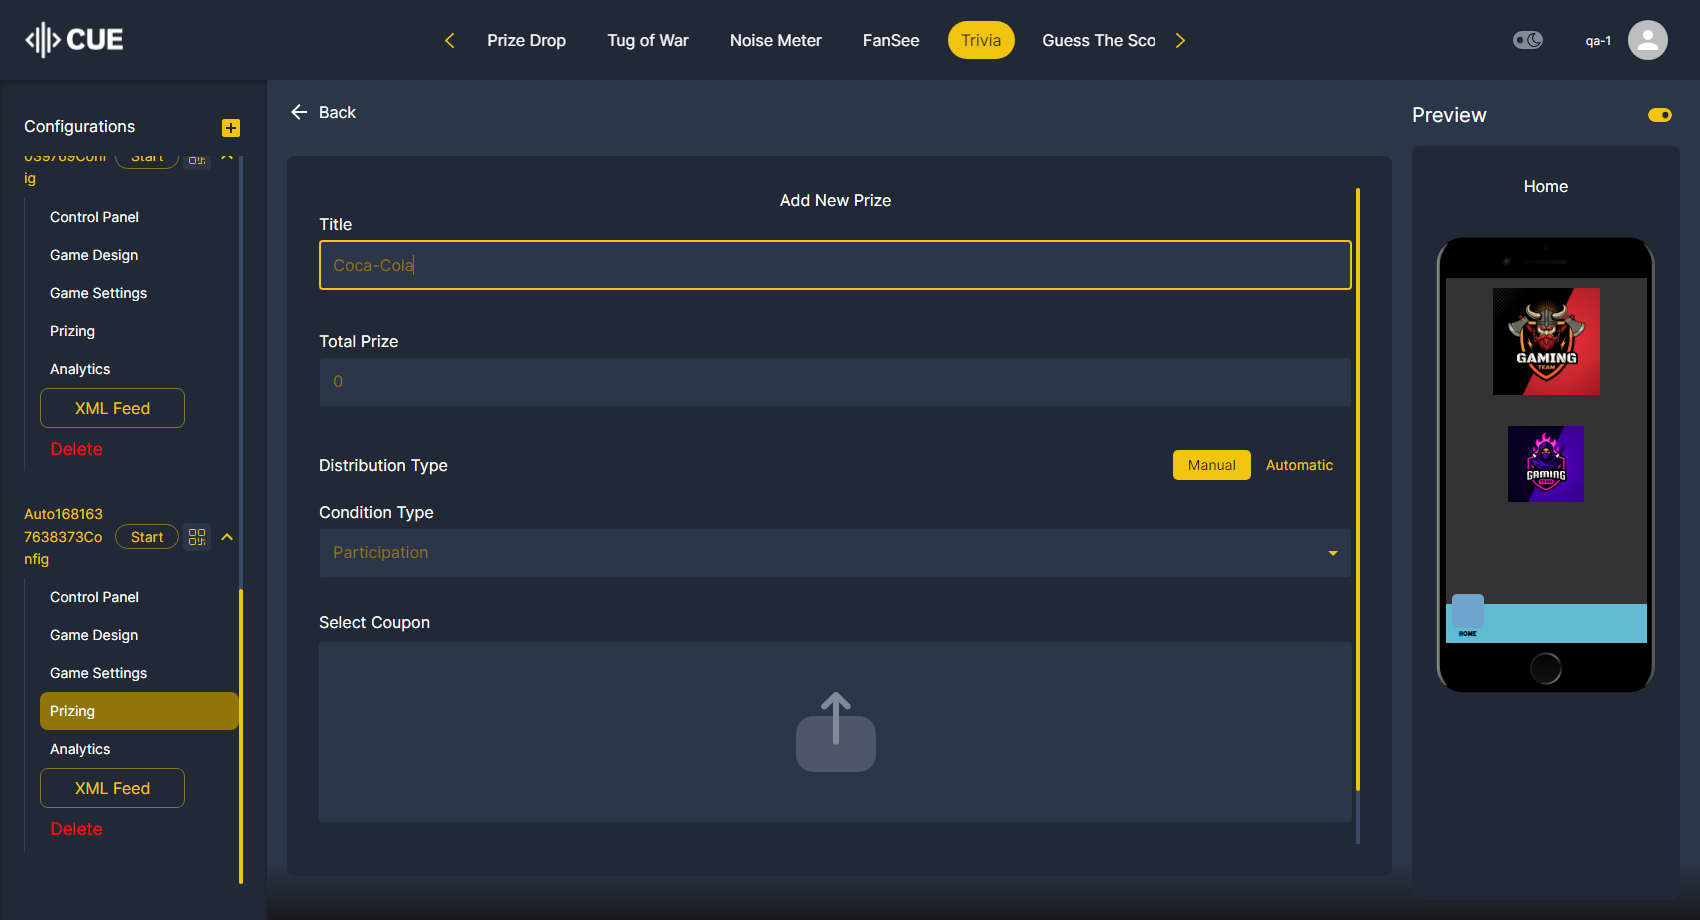 CUE
Prize Drop
Tug of War
Noise Meter
FanSee
Trivia
Guess The Sco
qa-1
Configurations
ig
Start
Control Panel
Game Design
Game Settings
Prizing
Analytics
XML Feed
Delete
Auto168163
7638373Co
nfig
Start
Control Panel
Game Design
Game Settings
Prizing
Analytics
XML Feed
Delete
Back
Add New Prize
Title
Coca-Cola
Total Prize
0
Distribution Type
Manual
Automatic
Condition Type
Participation
Select Coupon
Preview
Home
GAMING
TEAM
GAMING
TEAM
HOME